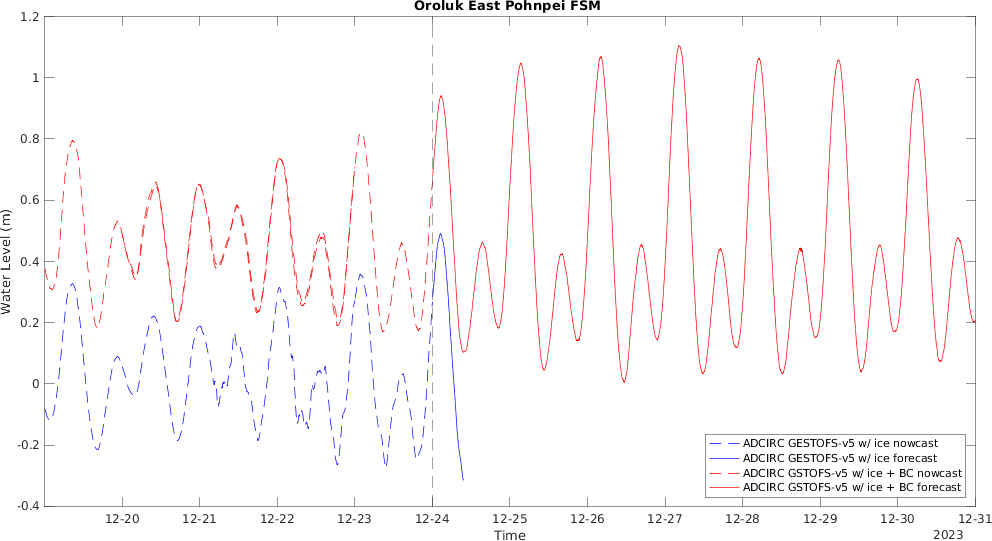 Oroluk East Pohnpei FSM
Water Level (m)
1.2
1
0.8
0.6
0.4
0.2
0
-0.2
-0.4
ADCIRC GESTOFS-v5 w/ ice nowcast
ADCIRC GESTOFS-v5 w/ ice forecast
ADCIRC GSTOFS-v5 w/ ice + BC nowcast
ADCIRC GSTOFS-v5 w/ ice + BC forecast
12-20 12-21 12-22 12-23 12-24 12-25 12-26 12-27 12-28 12-29 12-30 12-31
Time
2023